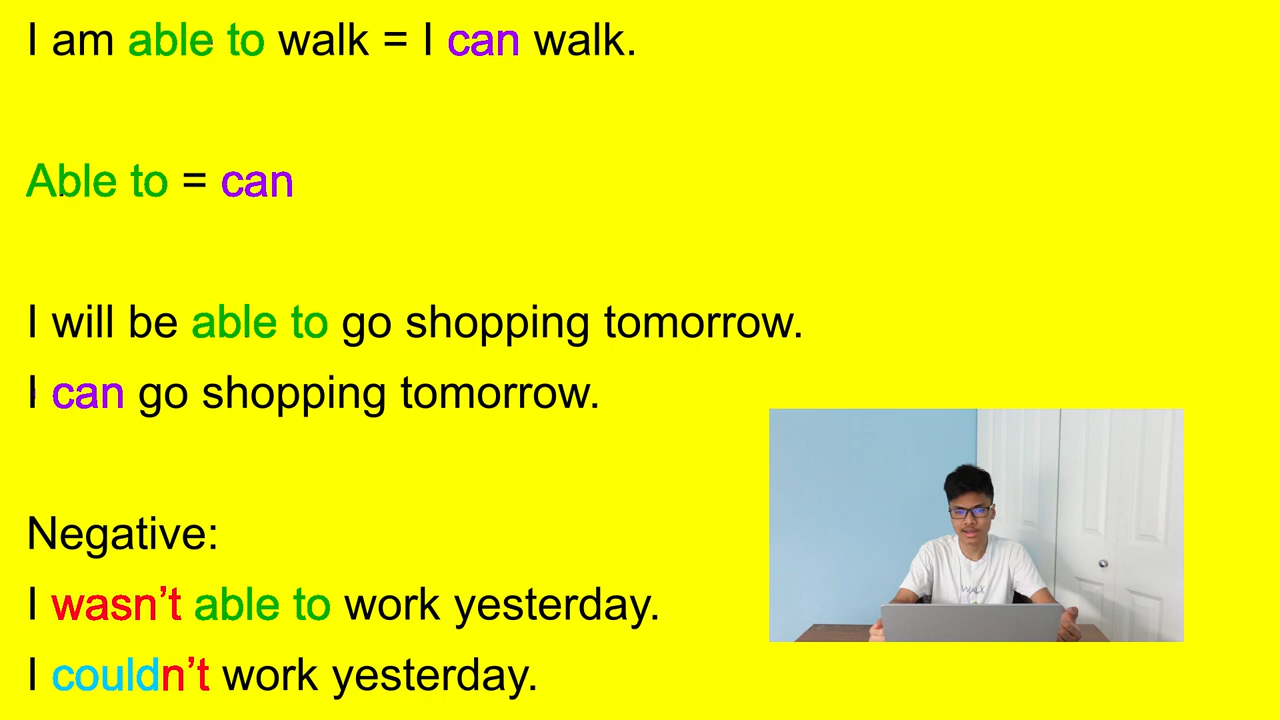 I am able to walk = I can walk.
Able to = can
I will be able to go shopping tomorrow.
I can go shopping tomorrow.
Negative:
I wasn't able to work yesterday.
I couldn't work yesterday.
WALK